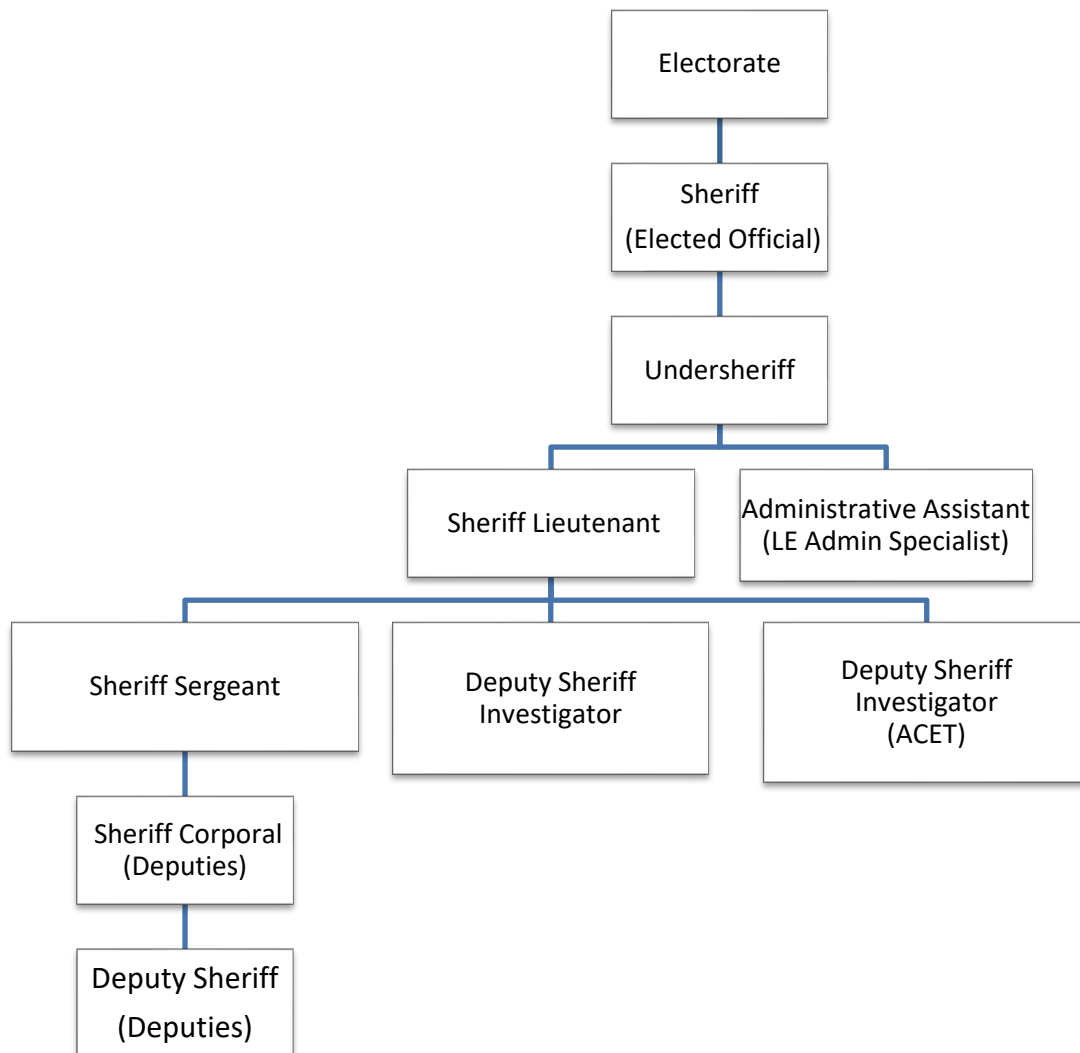 Electorate
Sheriff
(Elected Official)
Undersheriff
Sheriff Lieutenant
Administrative Assistant
(LE Admin Specialist)
Sheriff Sergeant
Deputy Sheriff
Investigator
Deputy Sheriff
Investigator
(ACET)
Sheriff Corporal
(Deputies)
Deputy Sheriff
(Deputies)